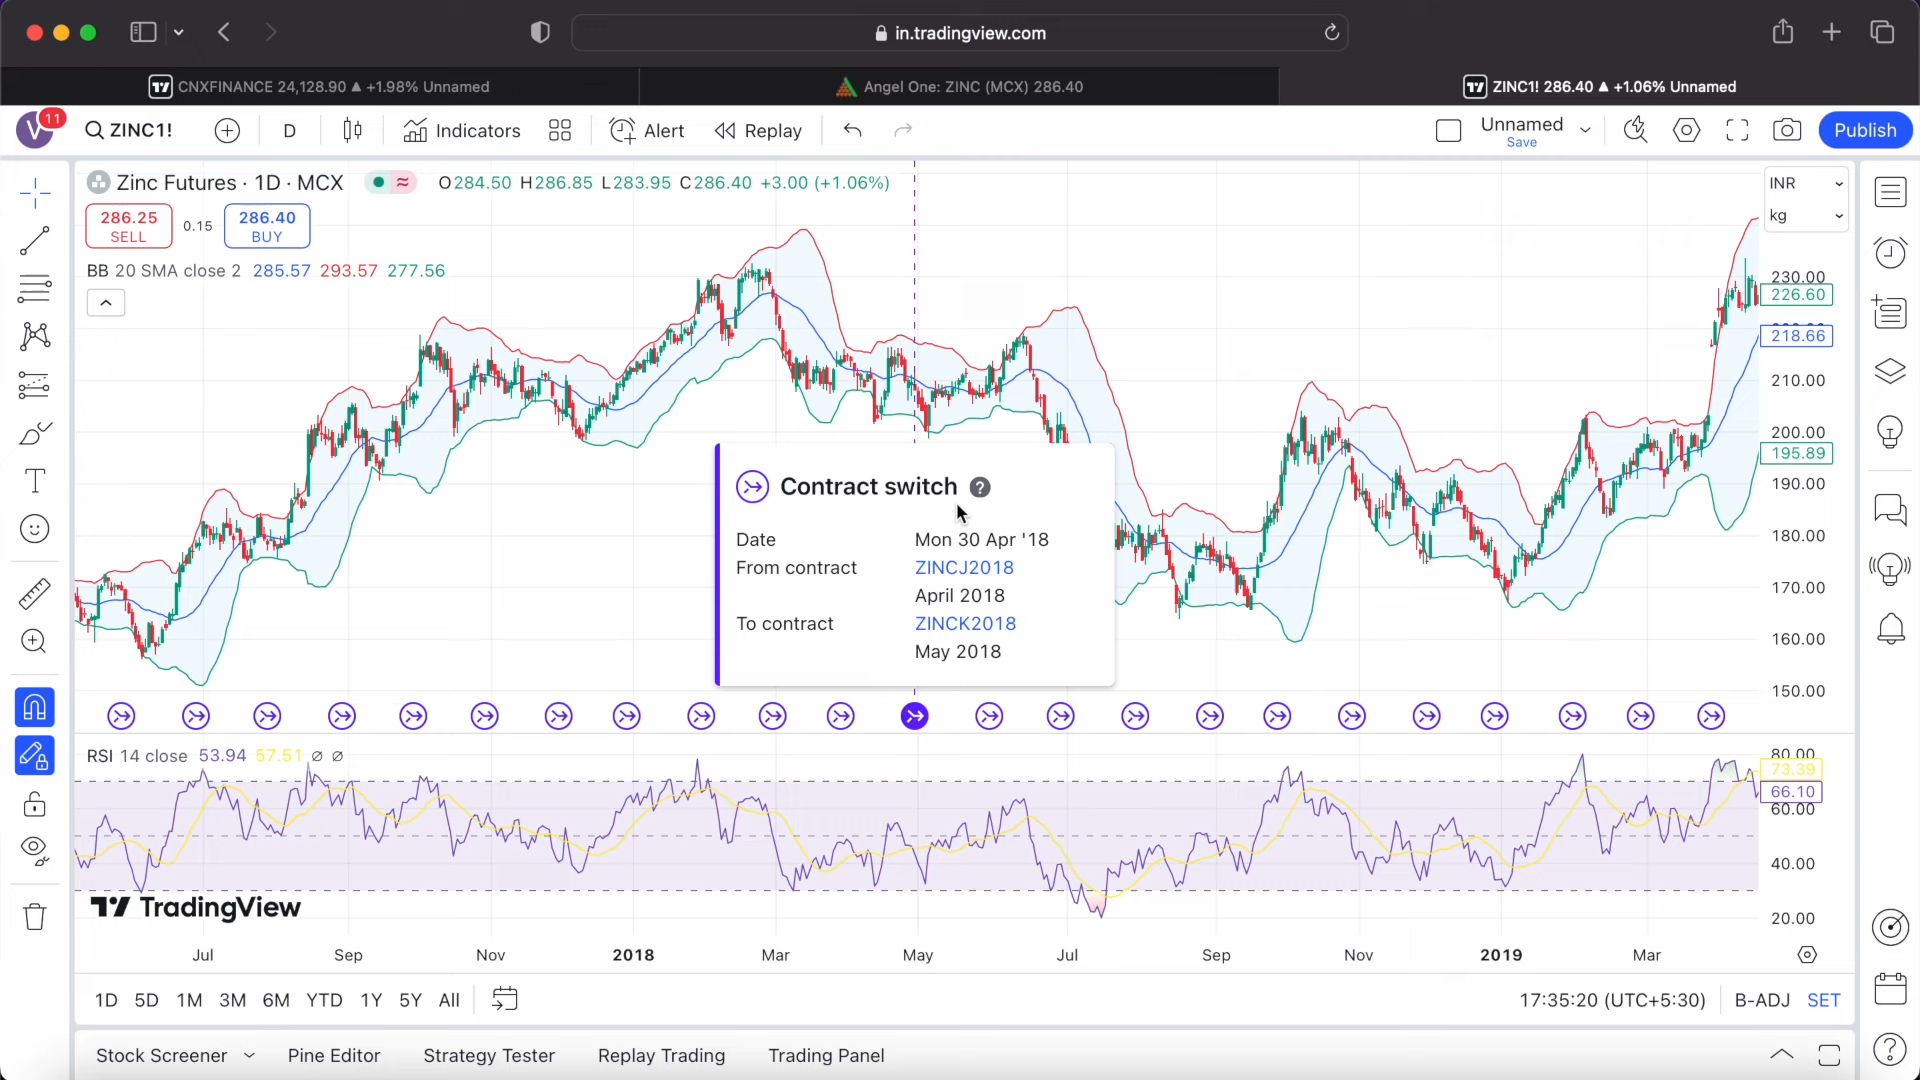 in.tradingview.com
CNXFINANCE 24,128.90 ▲ +1.98% Unnamed
Angel One: ZINC (MCX) 286.40
ZINC1! 286.40 ▲ +1.06% Unnamed
V 11
ZINC1!
D
Indicators
Alert
Replay
Unnamed
Save
Publish
Zinc Futures · 1D · MCX
O284.50 H286.85 L283.95 C286.40 +3.00 (+1.06%)
INR
kg
286.25
SELL
0.15
286.40
BUY
BB 20 SMA close 2 285.57 293.57 277.56
230.00
226.60
218.66
210.00
200.00
195.89
190.00
180.00
170.00
160.00
150.00
Contract switch ?
Date Mon 30 Apr '18
From contract ZINCJ2018
April 2018
To contract ZINCK2018
May 2018
RSI 14 close 53.94 57.51 ∅ ∅
80.00
73.39
66.10
60.00
40.00
20.00
TradingView
Jul Sep Nov 2018 Mar May Jul Sep Nov 2019 Mar
1D 5D 1M 3M 6M YTD 1Y 5Y All
17:35:20 (UTC+5:30) B-ADJ SET
Stock Screener Pine Editor Strategy Tester Replay Trading Trading Panel